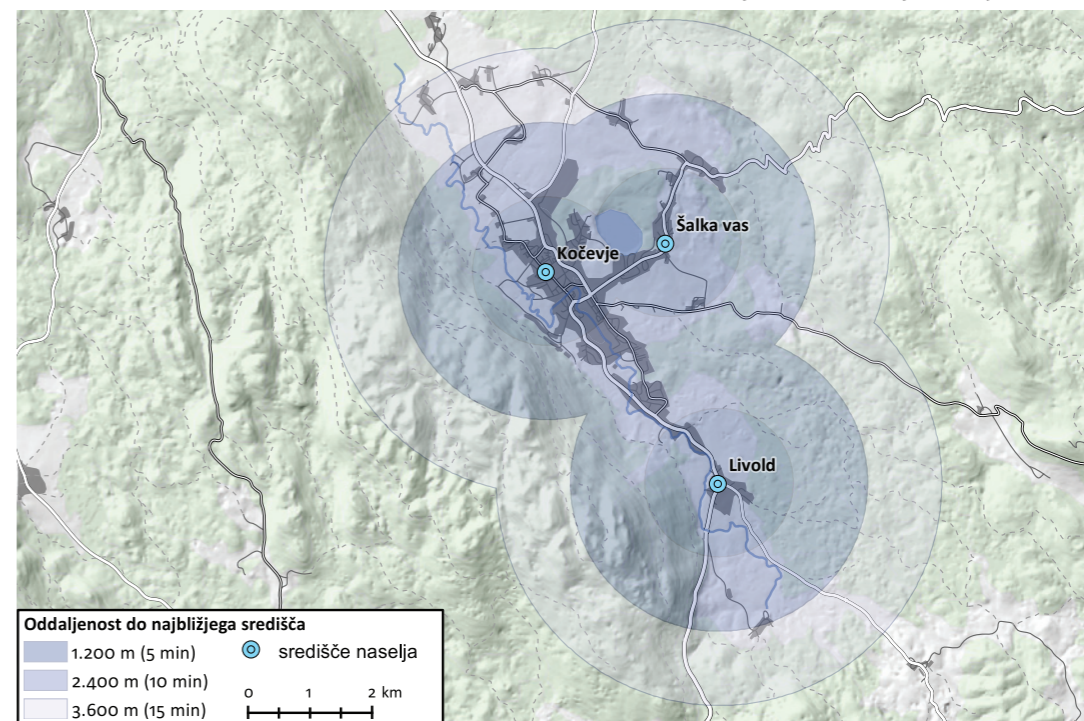 Šalka vas
Kočevje
Livold
Oddaljenost do najbližjega središča
1.200 m (5 min)
središče naselja
2.400 m (10 min)
0 1 2 km
3.600 m (15 min)